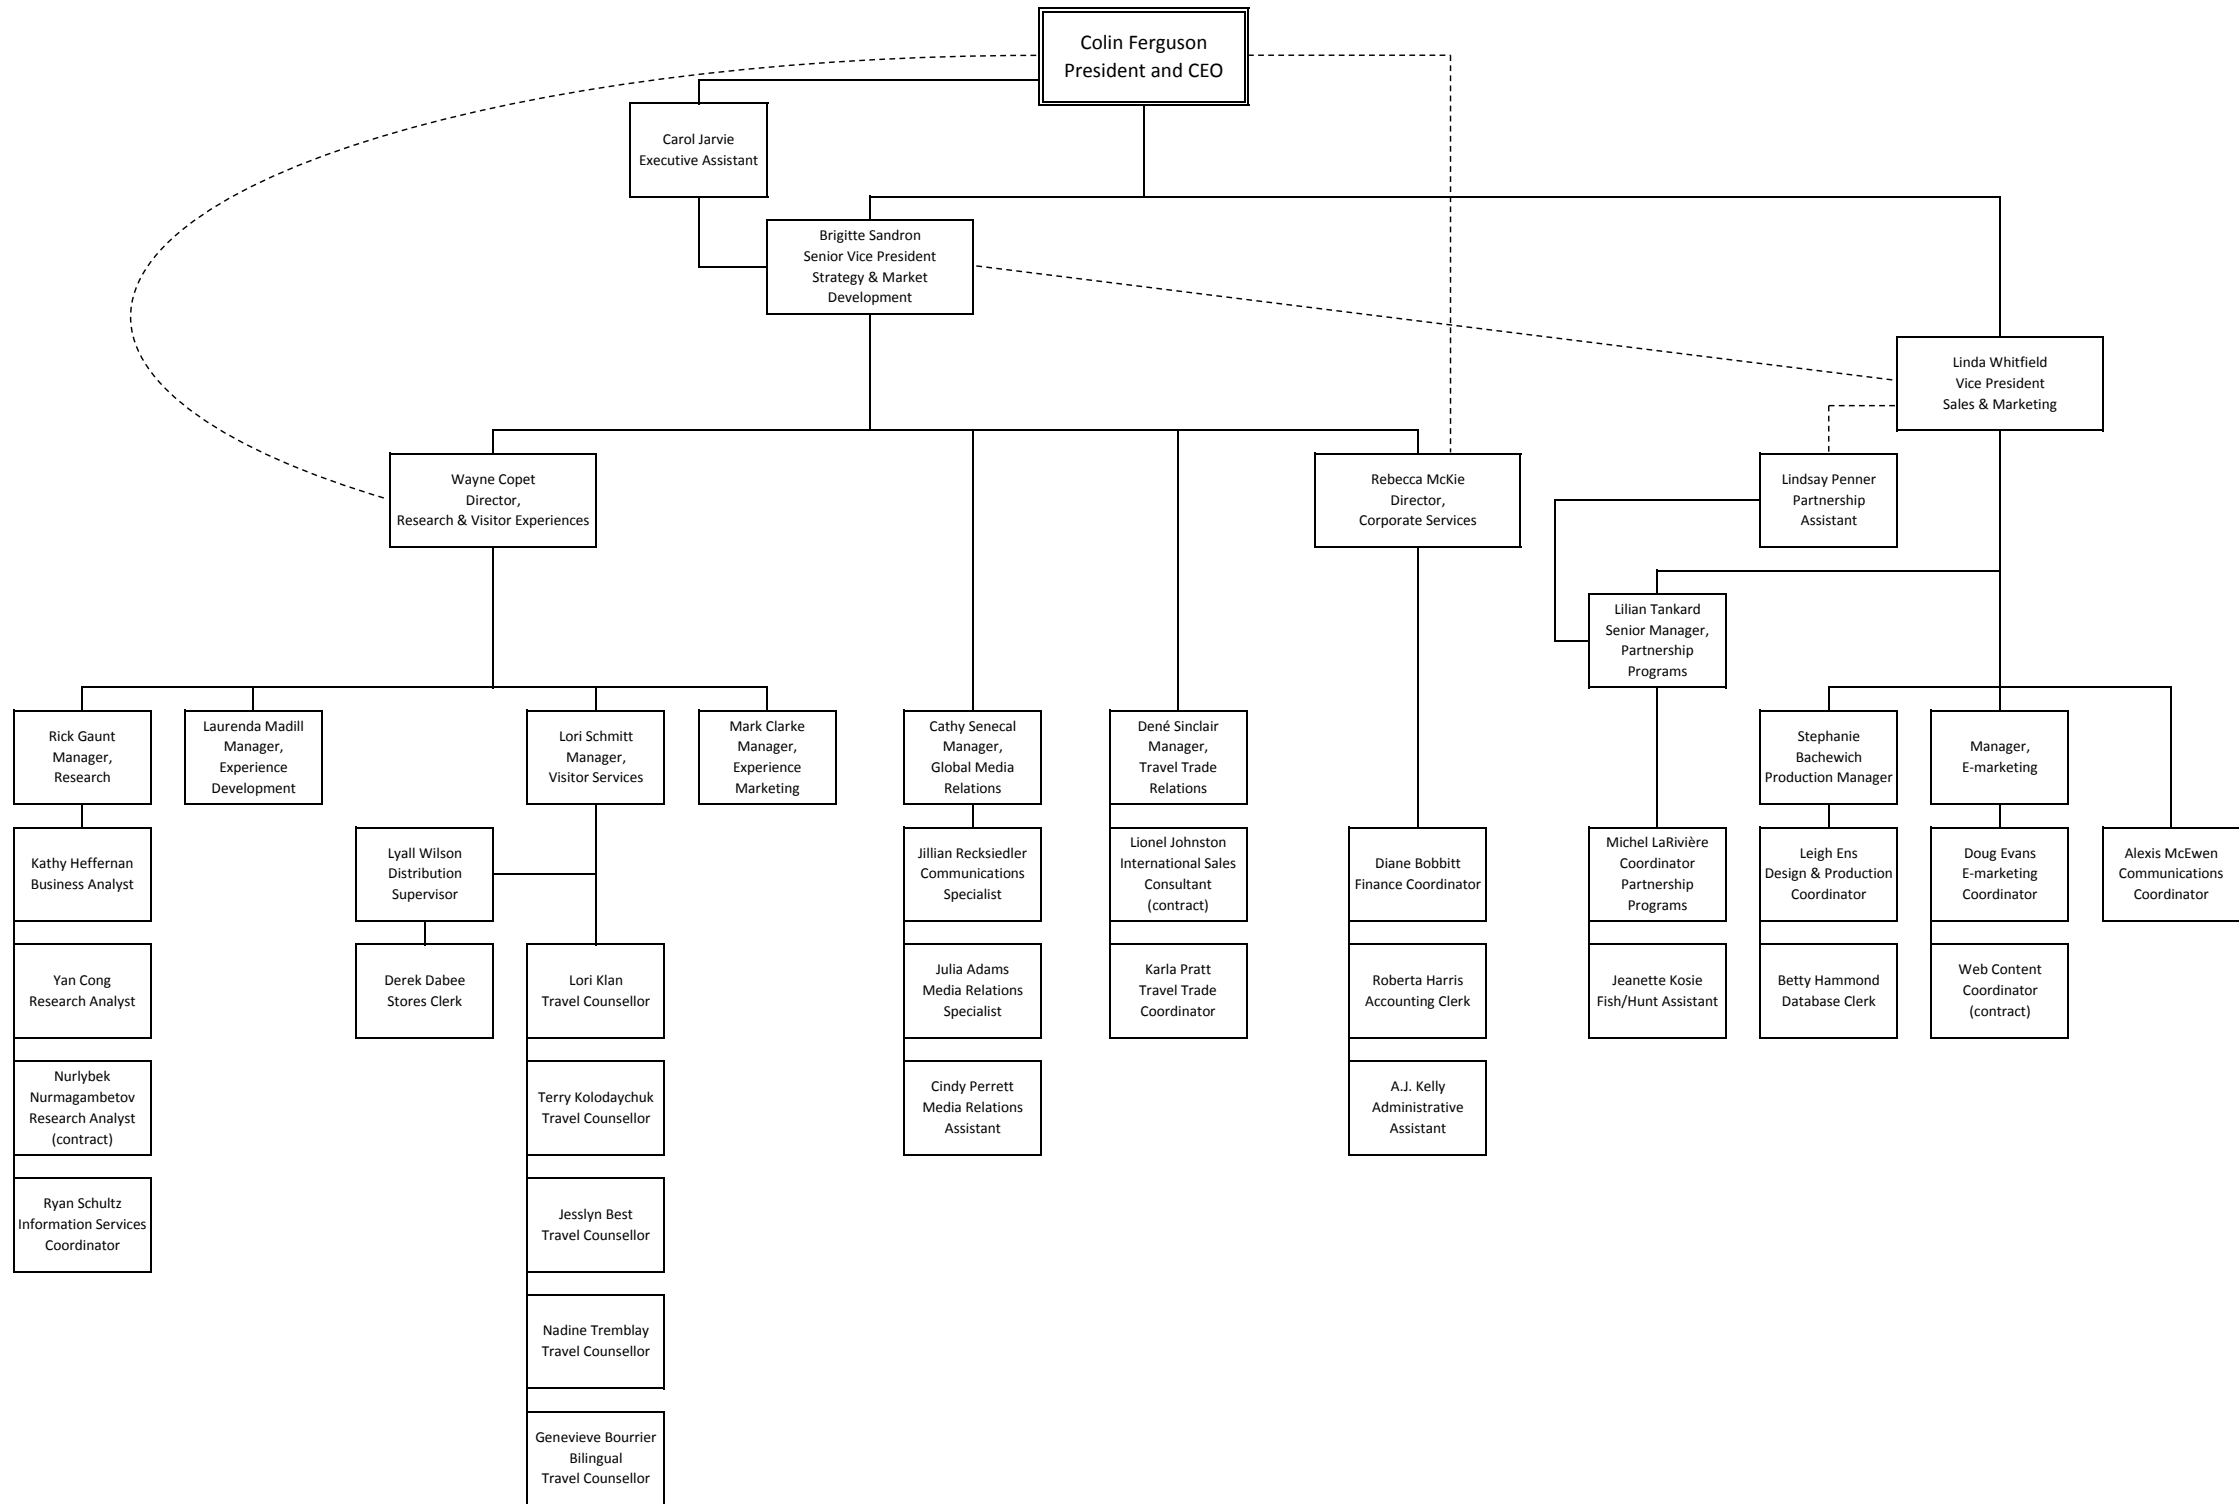 Colin Ferguson
President and CEO
Carol Jarvie
Executive Assistant
Brigitte Sandron
Senior Vice President
Strategy & Market
Development
Linda Whitfield
Vice President
Sales & Marketing
Wayne Copet
Director,
Research & Visitor Experiences
Rebecca McKie
Director,
Corporate Services
Lindsay Penner
Partnership
Assistant
Lilian Tankard
Senior Manager,
Partnership
Programs
Rick Gaunt
Manager,
Research
Laurenda Madill
Manager,
Experience
Development
Lori Schmitt
Manager,
Visitor Services
Mark Clarke
Manager,
Experience
Marketing
Cathy Senecal
Manager,
Global Media
Relations
Dené Sinclair
Manager,
Travel Trade
Relations
Stephanie
Bachewich
Production Manager
Manager,
E-marketing
Kathy Heffernan
Business Analyst
Lyall Wilson
Distribution
Supervisor
Jillian Recksiedler
Communications
Specialist
Lionel Johnston
International Sales
Consultant
(contract)
Diane Bobbitt
Finance Coordinator
Michel LaRivière
Coordinator
Partnership
Programs
Leigh Ens
Design & Production
Coordinator
Doug Evans
E-marketing
Coordinator
Alexis McEwen
Communications
Coordinator
Yan Cong
Research Analyst
Derek Dabee
Stores Clerk
Lori Klan
Travel Counsellor
Julia Adams
Media Relations
Specialist
Karla Pratt
Travel Trade
Coordinator
Roberta Harris
Accounting Clerk
Jeanette Kosie
Fish/Hunt Assistant
Betty Hammond
Database Clerk
Web Content
Coordinator
(contract)
Nurlybek
Nurmagambetov
Research Analyst
(contract)
Terry Kolodaychuk
Travel Counsellor
Cindy Perrett
Media Relations
Assistant
A.J. Kelly
Administrative
Assistant
Ryan Schultz
Information Services
Coordinator
Jesslyn Best
Travel Counsellor
Nadine Tremblay
Travel Counsellor
Genevieve Bourrier
Bilingual
Travel Counsellor